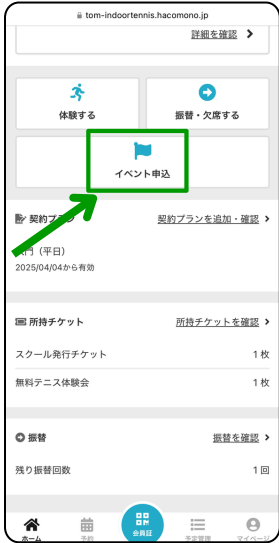 tom-indoortennis.hacomono.jp
詳細を確認
体験する
振替・欠席する
イベント申込
契約プラン
契約プランを追加・確認
門（平日）
2025/04/04から有効
所持チケット
所持チケットを確認
スクール発行チケット
1 枚
無料テニス体験会
1 枚
振替
振替を確認
残り振替回数
1 回
ホーム
予約
会員証
予定管理
マイページ